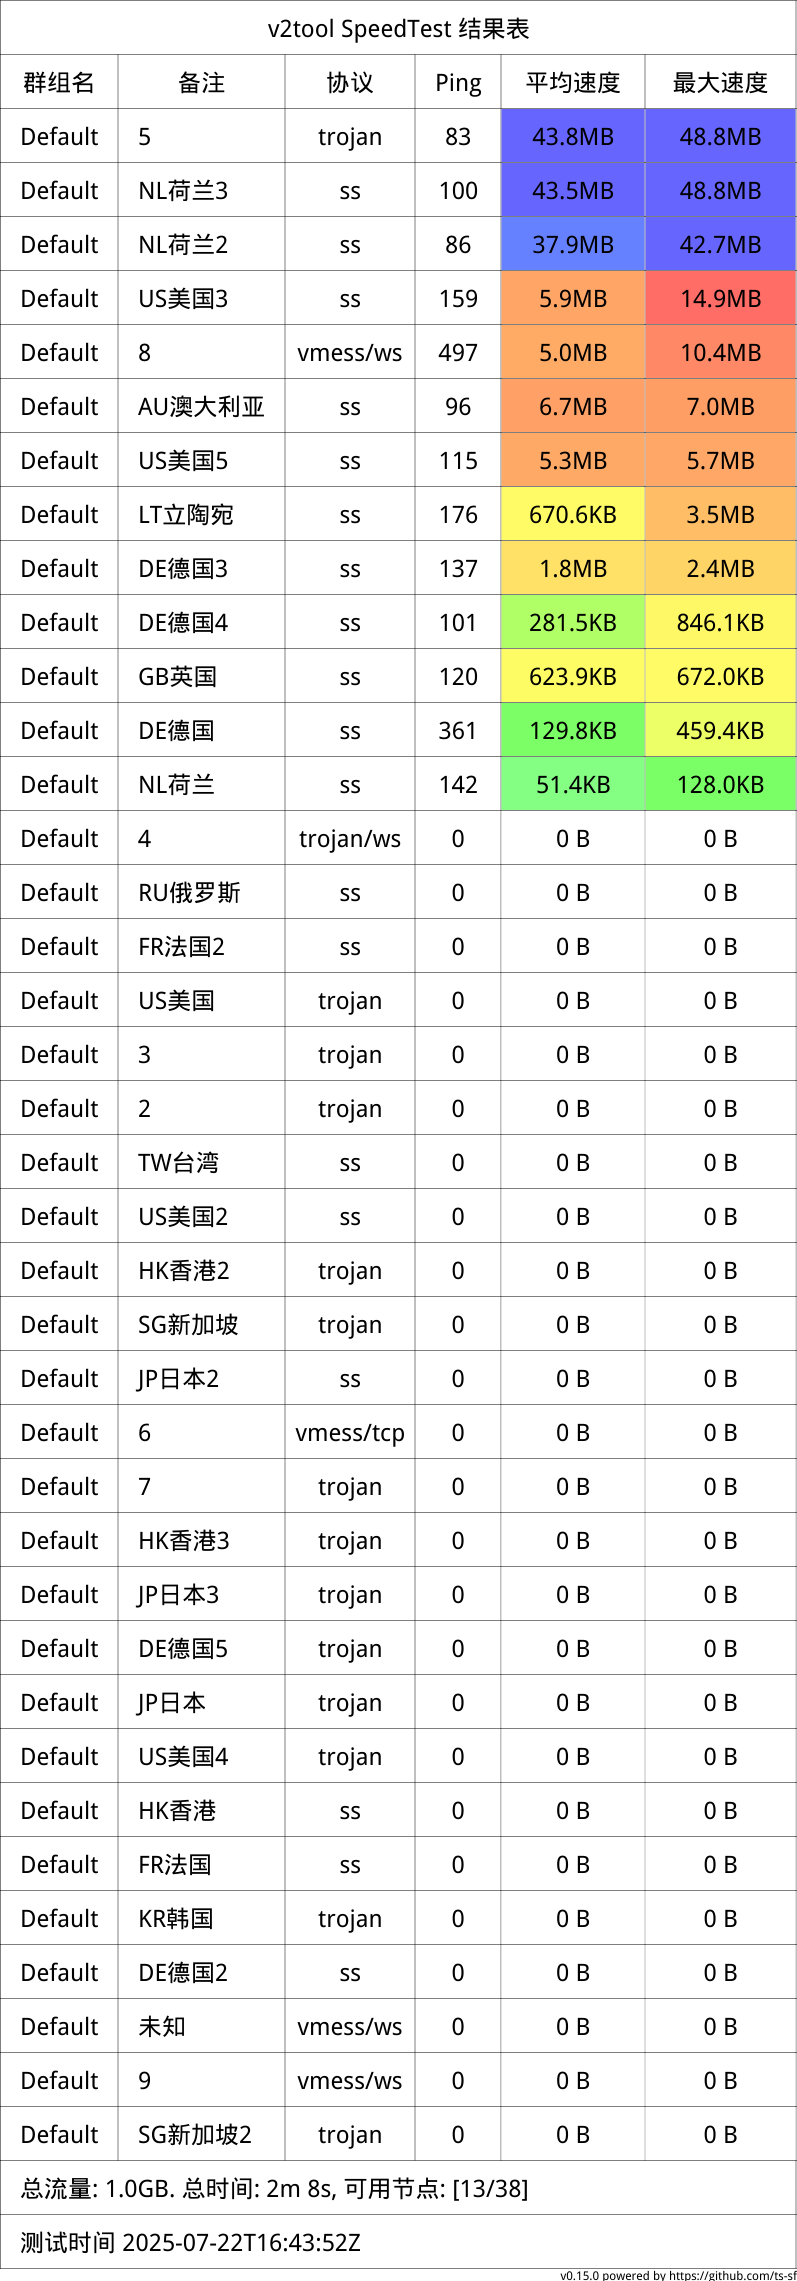 v2tool SpeedTest 结果表
群组名 备注 协议 Ping 平均速度 最大速度
Default 5 trojan 83 43.8MB 48.8MB
Default NL荷兰3 ss 100 43.5MB 48.8MB
Default NL荷兰2 ss 86 37.9MB 42.7MB
Default US美国3 ss 159 5.9MB 14.9MB
Default 8 vmess/ws 497 5.0MB 10.4MB
Default AU澳大利亚 ss 96 6.7MB 7.0MB
Default US美国5 ss 115 5.3MB 5.7MB
Default LT立陶宛 ss 176 670.6KB 3.5MB
Default DE德国3 ss 137 1.8MB 2.4MB
Default DE德国4 ss 101 281.5KB 846.1KB
Default GB英国 ss 120 623.9KB 672.0KB
Default DE德国 ss 361 129.8KB 459.4KB
Default NL荷兰 ss 142 51.4KB 128.0KB
Default 4 trojan/ws 0 0 B 0 B
Default RU俄罗斯 ss 0 0 B 0 B
Default FR法国2 ss 0 0 B 0 B
Default US美国 trojan 0 0 B 0 B
Default 3 trojan 0 0 B 0 B
Default 2 trojan 0 0 B 0 B
Default TW台湾 ss 0 0 B 0 B
Default US美国2 ss 0 0 B 0 B
Default HK香港2 trojan 0 0 B 0 B
Default SG新加坡 trojan 0 0 B 0 B
Default JP日本2 ss 0 0 B 0 B
Default 6 vmess/tcp 0 0 B 0 B
Default 7 trojan 0 0 B 0 B
Default HK香港3 trojan 0 0 B 0 B
Default JP日本3 trojan 0 0 B 0 B
Default DE德国5 trojan 0 0 B 0 B
Default JP日本 trojan 0 0 B 0 B
Default US美国4 trojan 0 0 B 0 B
Default HK香港 ss 0 0 B 0 B
Default FR法国 ss 0 0 B 0 B
Default KR韩国 trojan 0 0 B 0 B
Default DE德国2 ss 0 0 B 0 B
Default 未知 vmess/ws 0 0 B 0 B
Default 9 vmess/ws 0 0 B 0 B
Default SG新加坡2 trojan 0 0 B 0 B
总流量: 1.0GB. 总时间: 2m 8s, 可用节点: [13/38]
测试时间 2025-07-22T16:43:52Z
v0.15.0 powered by https://github.com/ts-sf